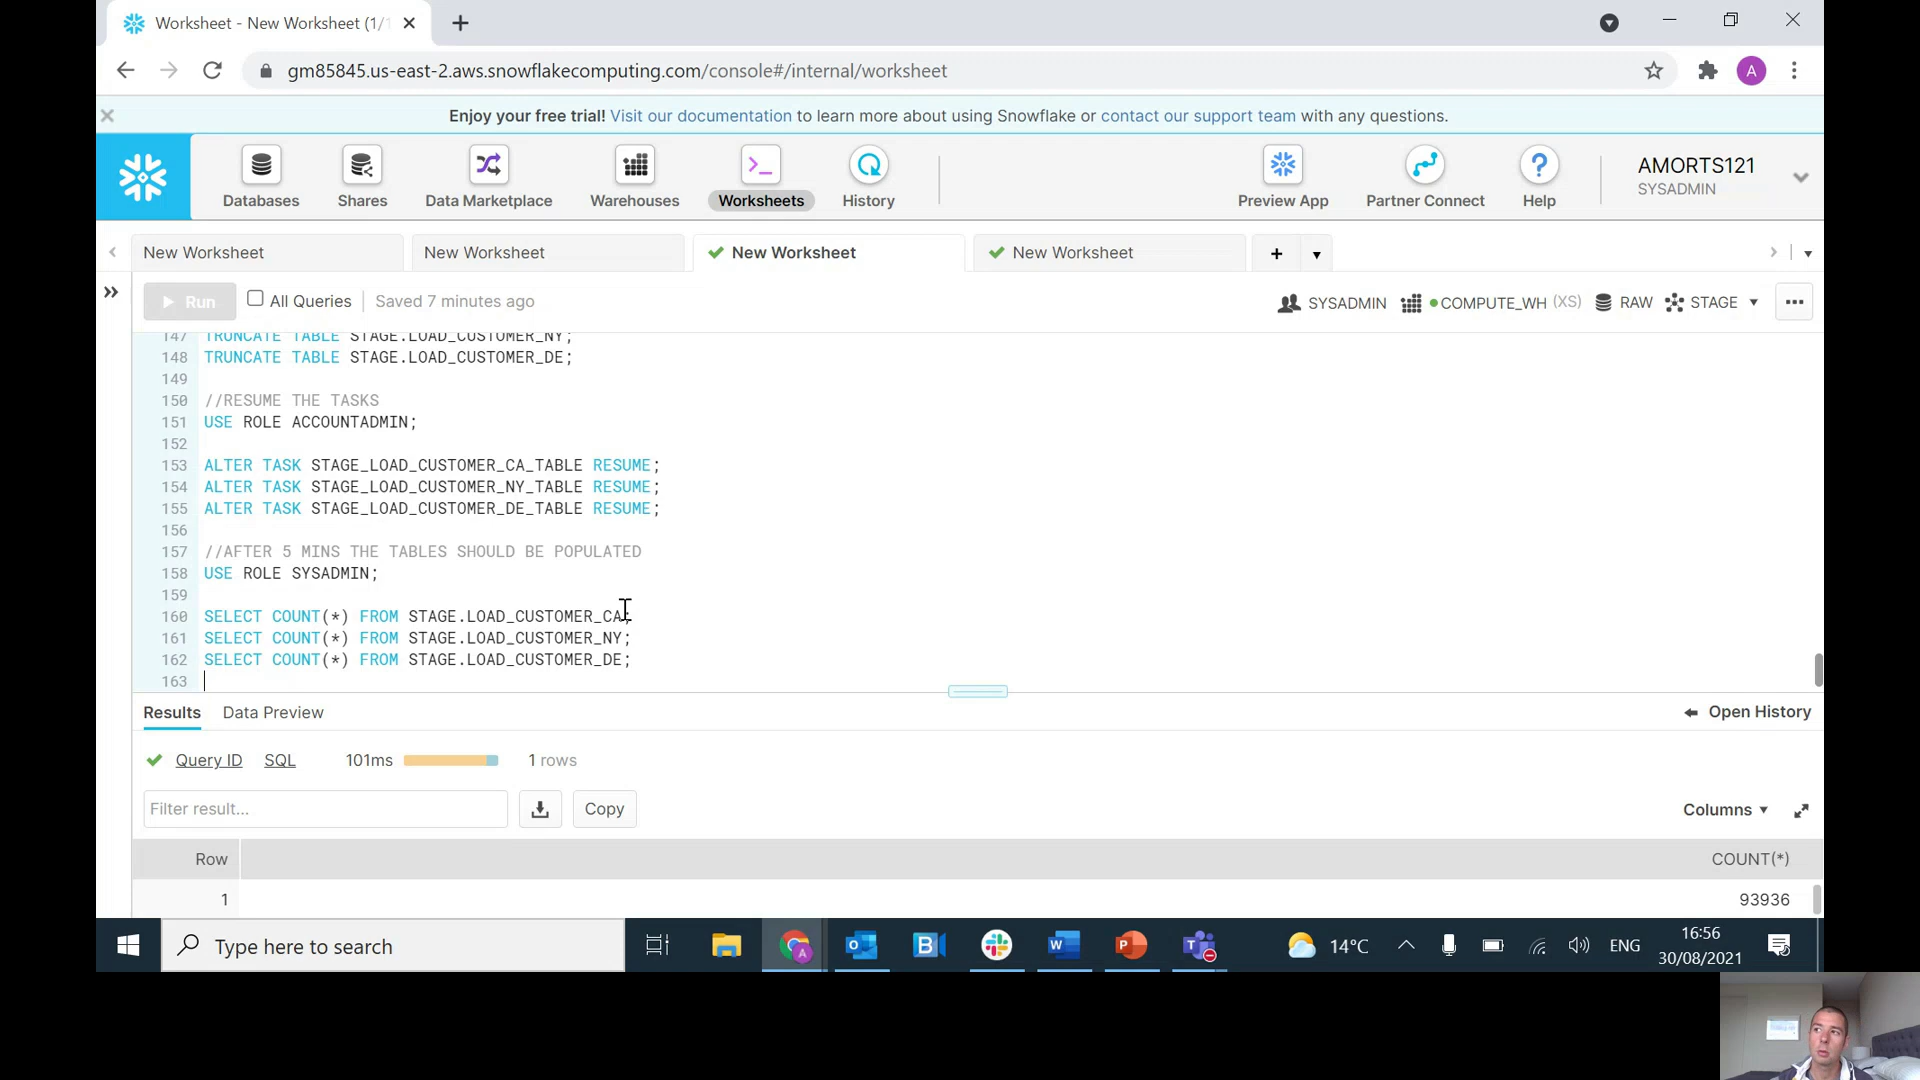 Worksheet - New Worksheet (1/1
gm85845.us-east-2.aws.snowflakecomputing.com/console#/internal/worksheet
A
Enjoy your free trial! Visit our documentation to learn more about using Snowflake or contact our support team with any questions.
Databases
Shares
Data Marketplace
Warehouses
Worksheets
History
Preview App
Partner Connect
Help
AMORTS121
SYSADMIN
New Worksheet
New Worksheet
New Worksheet
New Worksheet
Run
All Queries
Saved 7 minutes ago
SYSADMIN
COMPUTE_WH (XS)
RAW
STAGE
147 TRUNCATE TABLE STAGE.LOAD_CUSTOMER_NY;
148 TRUNCATE TABLE STAGE.LOAD_CUSTOMER_DE;
149
150 //RESUME THE TASKS
151 USE ROLE ACCOUNTADMIN;
152
153 ALTER TASK STAGE_LOAD_CUSTOMER_CA_TABLE RESUME;
154 ALTER TASK STAGE_LOAD_CUSTOMER_NY_TABLE RESUME;
155 ALTER TASK STAGE_LOAD_CUSTOMER_DE_TABLE RESUME;
156
157 //AFTER 5 MINS THE TABLES SHOULD BE POPULATED
158 USE ROLE SYSADMIN;
159
160 SELECT COUNT(*) FROM STAGE.LOAD_CUSTOMER_CA;
161 SELECT COUNT(*) FROM STAGE.LOAD_CUSTOMER_NY;
162 SELECT COUNT(*) FROM STAGE.LOAD_CUSTOMER_DE;
163
Results
Data Preview
Open History
Query ID
SQL
101ms
1 rows
Filter result...
Copy
Columns
Row
COUNT(*)
1
93936
Type here to search
14°C
ENG
16:56
30/08/2021